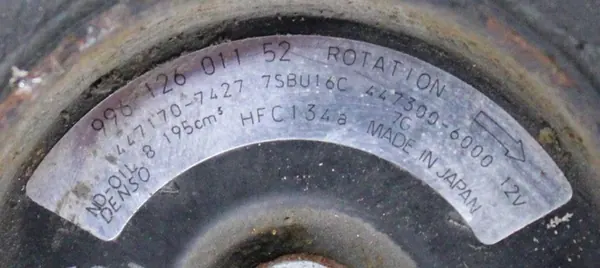 996 126 011 52 ROTATION
447170-7427 7SBU16C 447300-6000 12V
ND-OIL 8 195cm³ HFC134a 7G
DENSO MADE IN JAPAN